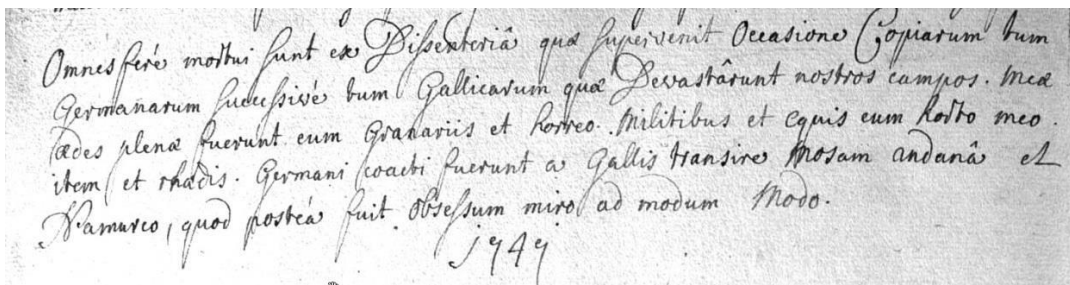 Omnes ferè mortui sunt ex Dissenteriâ quæ supervenit Occasione Copiarum tum
Germanarum successivè tum Gallicarum quæ Devastârunt nostros campos. Meæ
ædes plenæ fuerunt cum Granariis et horreo. Militibus et equis cum horto meo.
item et rhædis. Germani coacti fuerunt a Gallis transire Mosam andanâ et
Namurco, quod posteà fuit obsessum miro ad modum Modo.
1747